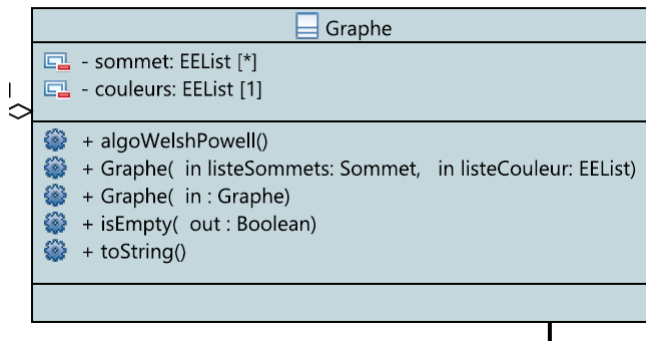 Graphe
- sommet: EEList [*]
- couleurs: EEList [1]
+ algoWelshPowell()
+ Graphe( in listeSommets: Sommet, in listeCouleur: EEList)
+ Graphe( in : Graphe)
+ isEmpty( out : Boolean)
+ toString()